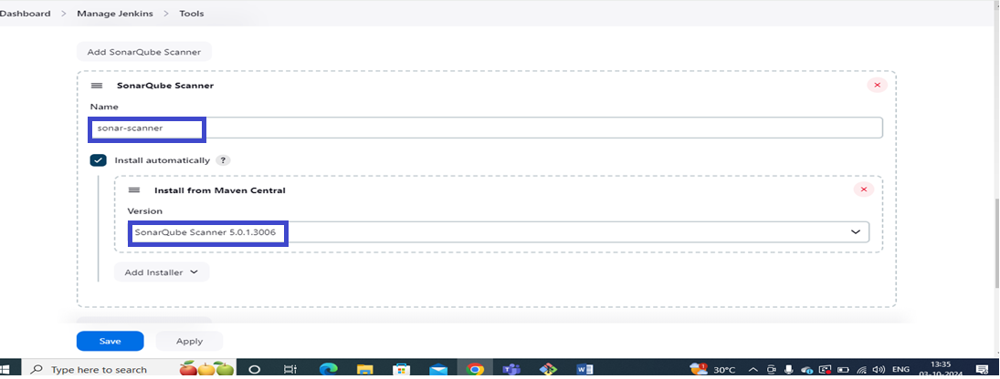 Dashboard > Manage Jenkins > Tools
Add SonarQube Scanner
SonarQube Scanner
Name
sonar-scanner
Install automatically ?
Install from Maven Central
Version
SonarQube Scanner 5.0.1.3006
Add Installer
Save Apply
Type here to search
30°C
ENG
13:35
03-10-2024